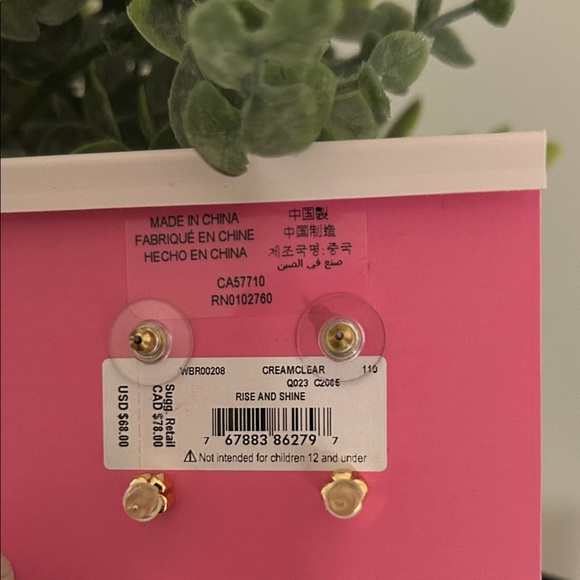 MADE IN CHINA
FABRIQUÉ EN CHINE
HECHO EN CHINA
中国製
中国制造
제조국명:중국
صنع في الصين
CA57710
RN0102760
WBR00208 CREAMCLEAR 110
Q023
RISE AND SHINE
7 67883 86279 7
⚠ Not intended for children 12 and under
Sugg. Retail
CAD $78.00
USD $68.00